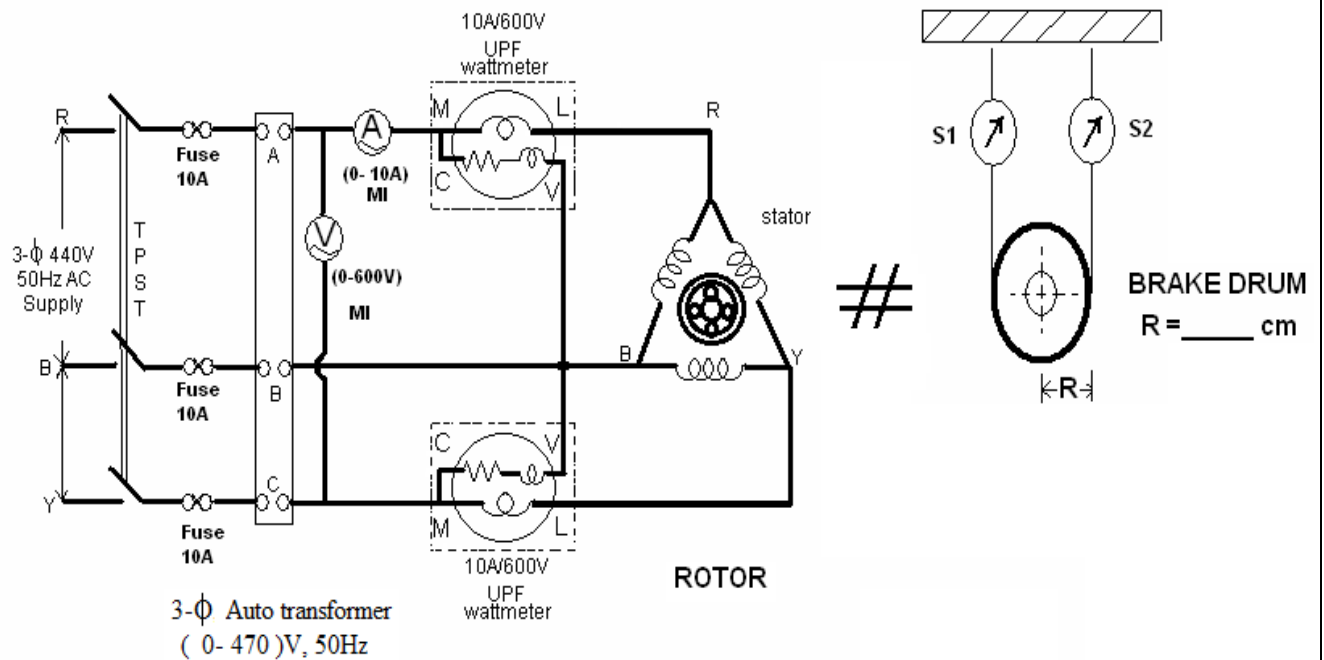 10A/600V
UPF
wattmeter
M
L
R
R
A
S1
S2
Fuse
10A
A
(0- 10A)
MI
C
V
stator
T
P
S
T
3-ϕ 440V
50Hz AC
Supply
V
(0-600V)
MI
BRAKE DRUM
R = _____ cm
B
B
Y
Fuse
10A
B
R
C
V
C
Y
M
L
Fuse
10A
10A/600V
UPF
wattmeter
ROTOR
3-ϕ Auto transformer
( 0- 470 )V, 50Hz